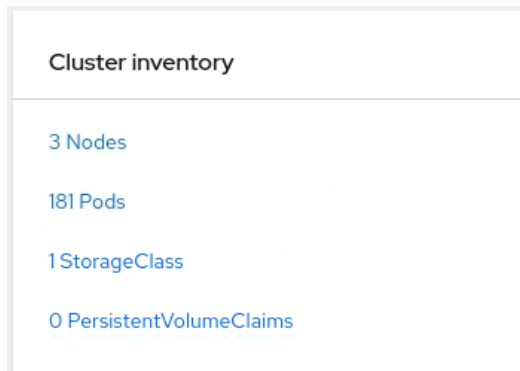 Cluster inventory
3 Nodes
181 Pods
1 StorageClass
0 PersistentVolumeClaims